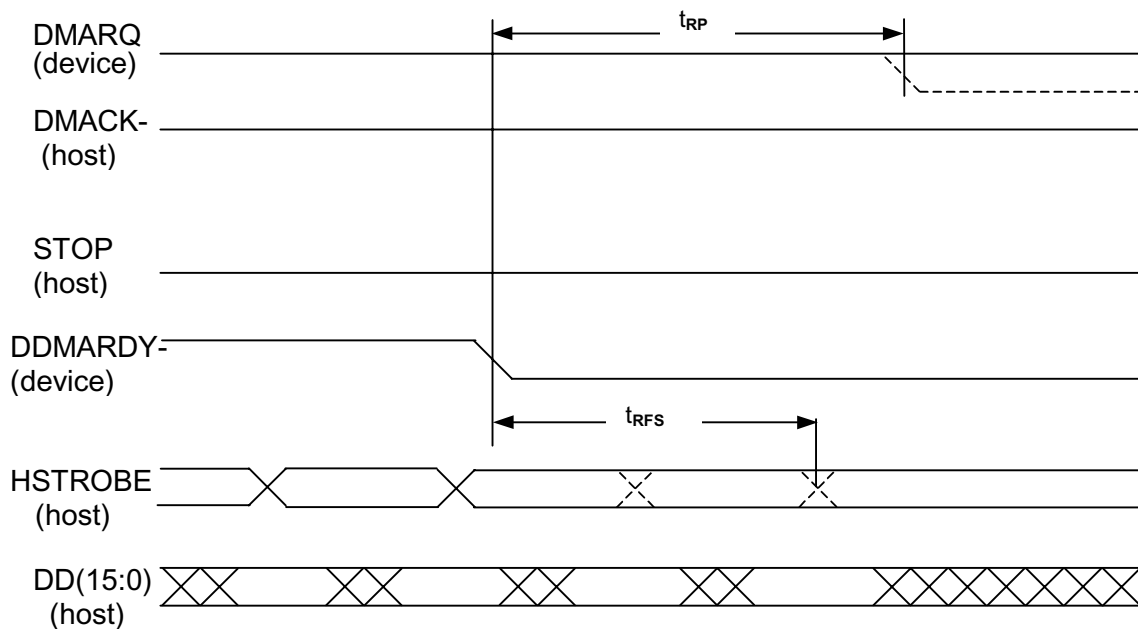 DMARQ
(device)
tRP
DMACK-
(host)
STOP
(host)
DDMARDY-
(device)
tRFS
HSTROBE
(host)
DD(15:0)
(host)